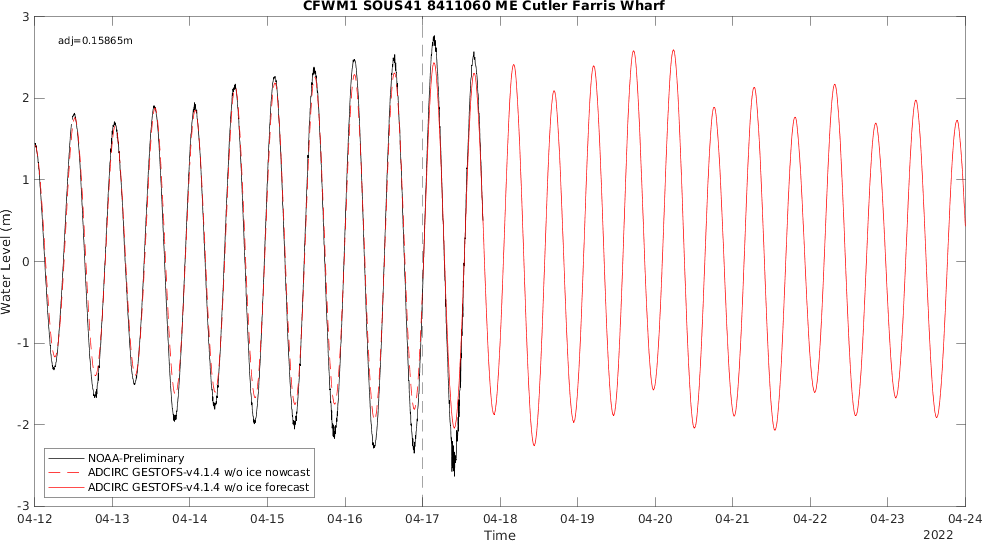 CFWM1 SOUS41 8411060 ME Cutler Farris Wharf
adj=0.15865m
3
2
1
0
-1
-2
-3
Water Level (m)
NOAA-Preliminary
ADCIRC GESTOFS-v4.1.4 w/o ice nowcast
ADCIRC GESTOFS-v4.1.4 w/o ice forecast
04-12 04-13 04-14 04-15 04-16 04-17 04-18 04-19 04-20 04-21 04-22 04-23 04-24
Time
2022